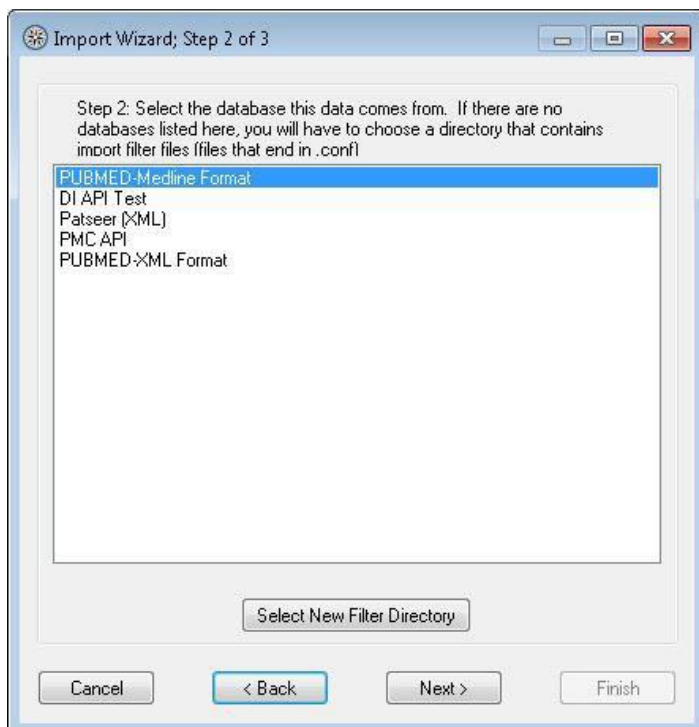 Import Wizard; Step 2 of 3
Step 2: Select the database this data comes from. If there are no
databases listed here, you will have to choose a directory that contains
import filter files (files that end in .conf)
PUBMED-Medline Format
DI API Test
Patseer (XML)
PMC API
PUBMED-XML Format
Select New Filter Directory
Cancel
< Back
Next >
Finish